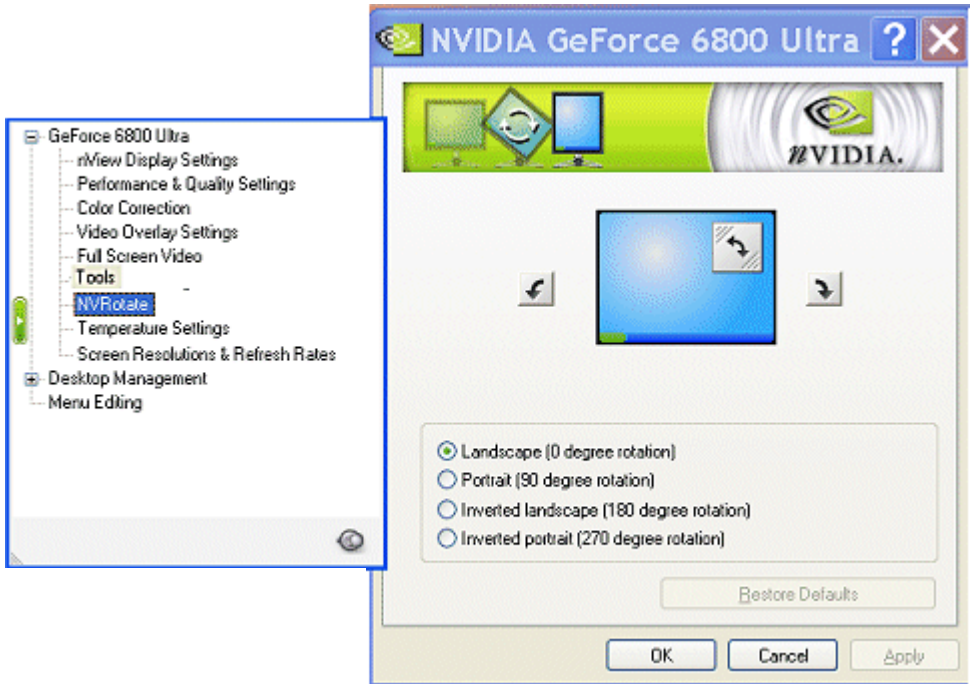 NVIDIA GeForce 6800 Ultra
nVIDIA.
GeForce 6800 Ultra
nView Display Settings
Performance & Quality Settings
Color Correction
Video Overlay Settings
Full Screen Video
Tools
NVRotate
Temperature Settings
Screen Resolutions & Refresh Rates
Desktop Management
Menu Editing
Landscape (0 degree rotation)
Portrait (90 degree rotation)
Inverted landscape (180 degree rotation)
Inverted portrait (270 degree rotation)
Restore Defaults
OK Cancel Apply